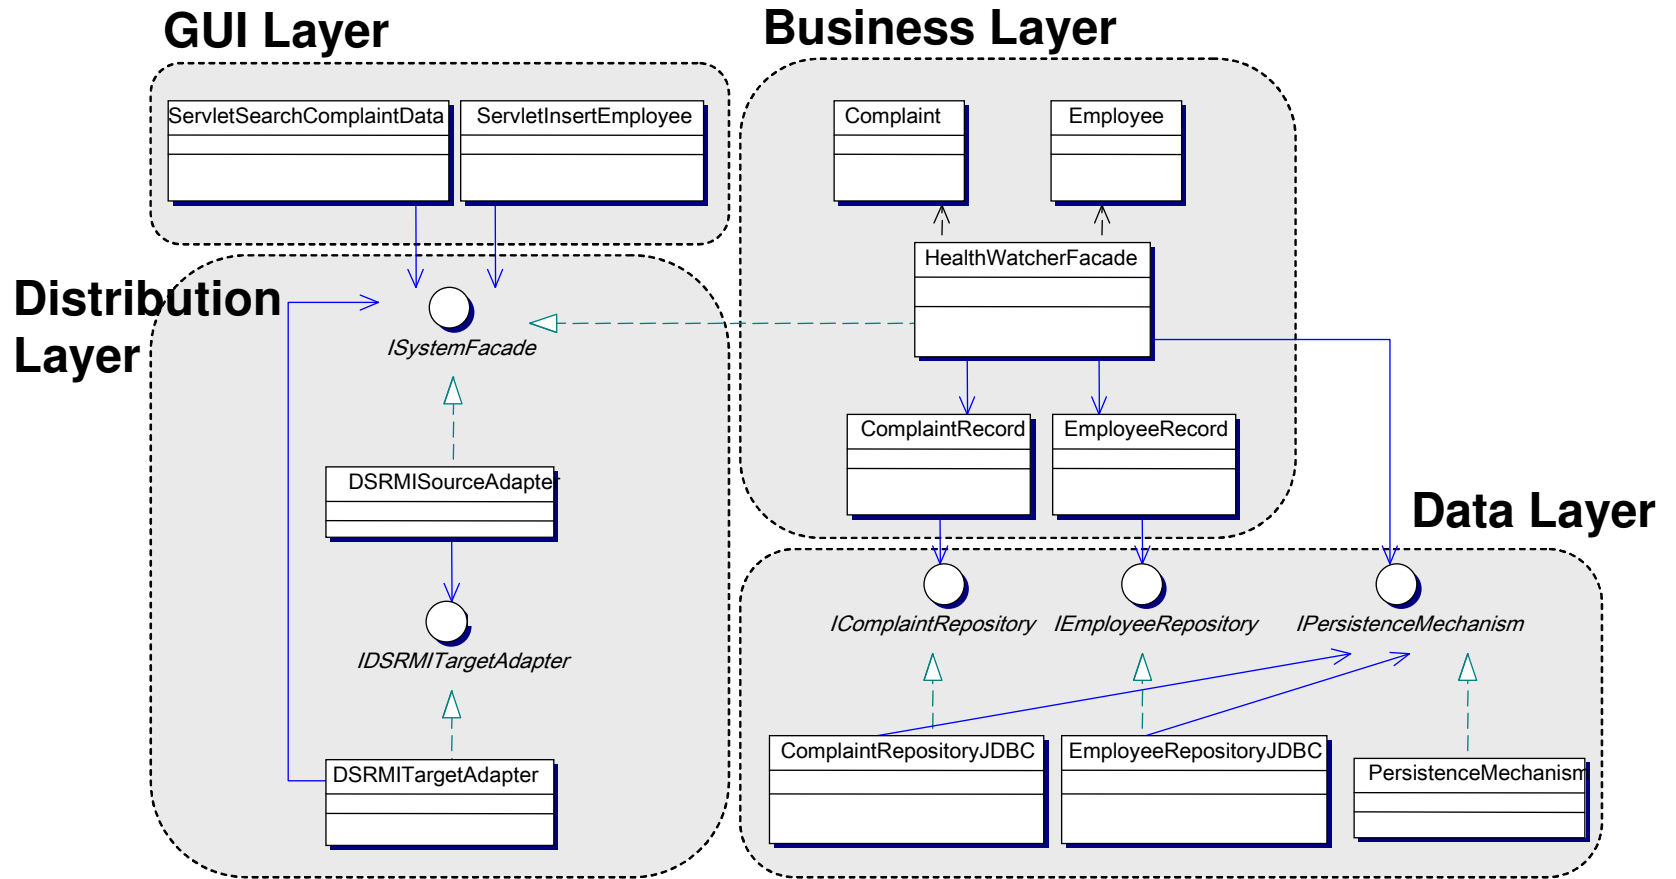 GUI Layer
Business Layer
ServletSearchComplaintData
ServletInsertEmployee
Complaint
Employee
HealthWatcherFacade
Distribution
Layer
ISystemFacade
ComplaintRecord
EmployeeRecord
DSRMISourceAdapter
Data Layer
IComplaintRepository
IEmployeeRepository
IPersistenceMechanism
IDSRMITargetAdapter
ComplaintRepositoryJDBC
EmployeeRepositoryJDBC
PersistenceMechanism
DSRMITargetAdapter